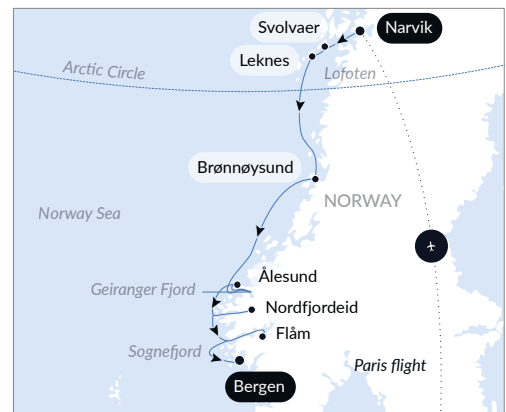 Svolvaer
Narvik
Leknes
Arctic Circle
Lofoten
Brønnøysund
NORWAY
Norway Sea
Ålesund
Geiranger Fjord
Nordfjordeid
Flåm
Sognefjord
Paris flight
Bergen